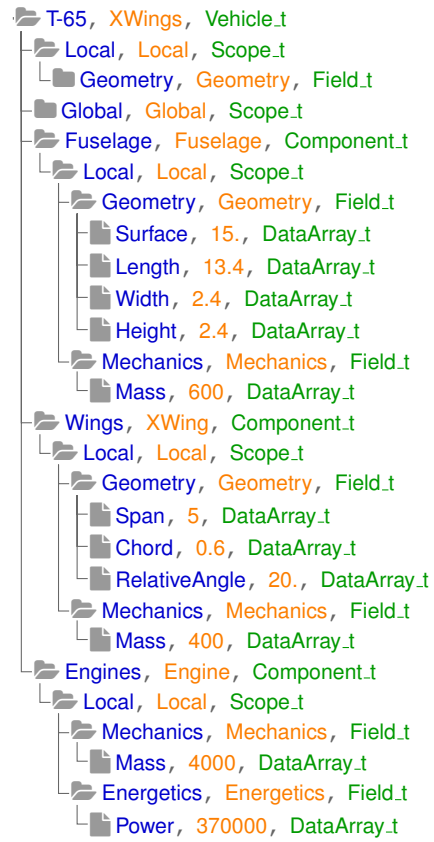 T-65, XWings, Vehicle_t
Local, Local, Scope_t
Geometry, Geometry, Field_t
Global, Global, Scope_t
Fuselage, Fuselage, Component_t
Local, Local, Scope_t
Geometry, Geometry, Field_t
Surface, 15., DataArray_t
Length, 13.4, DataArray_t
Width, 2.4, DataArray_t
Height, 2.4, DataArray_t
Mechanics, Mechanics, Field_t
Mass, 600, DataArray_t
Wings, XWing, Component_t
Local, Local, Scope_t
Geometry, Geometry, Field_t
Span, 5, DataArray_t
Chord, 0.6, DataArray_t
RelativeAngle, 20., DataArray_t
Mechanics, Mechanics, Field_t
Mass, 400, DataArray_t
Engines, Engine, Component_t
Local, Local, Scope_t
Mechanics, Mechanics, Field_t
Mass, 4000, DataArray_t
Energetics, Energetics, Field_t
Power, 370000, DataArray_t